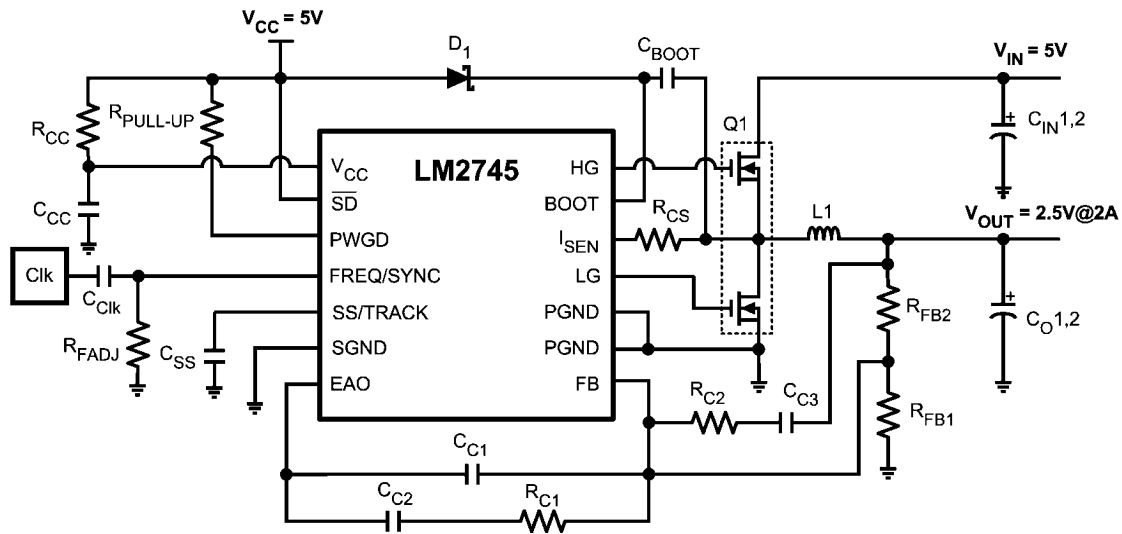 VCC = 5V
D1
CBOOT
VIN = 5V
RCC
RPULL-UP
Q1
CIN1,2
LM2745
VCC
HG
SD
BOOT
CCC
RCS
L1
VOUT = 2.5V@2A
PWGD
ISEN
Clk
FREQ/SYNC
LG
CClk
RFB2
CO1,2
SS/TRACK
PGND
RFADJ
CSS
SGND
PGND
EAO
FB
RC2
CC3
RFB1
CC1
CC2
RC1
+
+